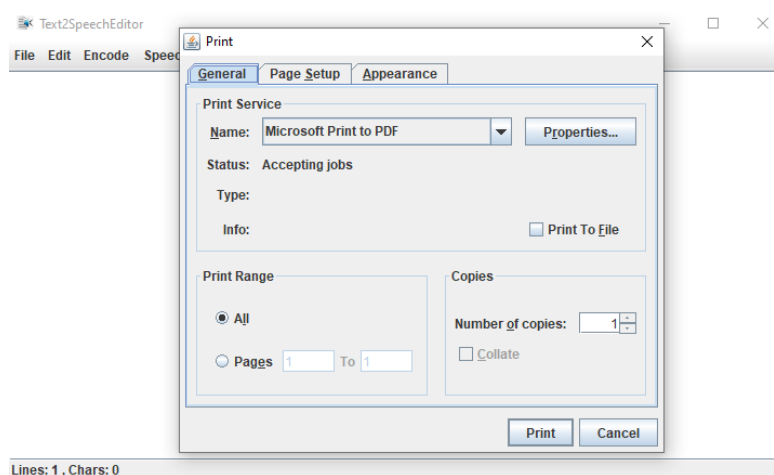 Text2SpeechEditor
File Edit Encode Speec
Print
General Page Setup Appearance
Print Service
Name: Microsoft Print to PDF Properties...
Status: Accepting jobs
Type:
Info: Print To File
Print Range
All
Pages 1 To 1
Copies
Number of copies: 1
Collate
Print Cancel
Lines: 1 , Chars: 0